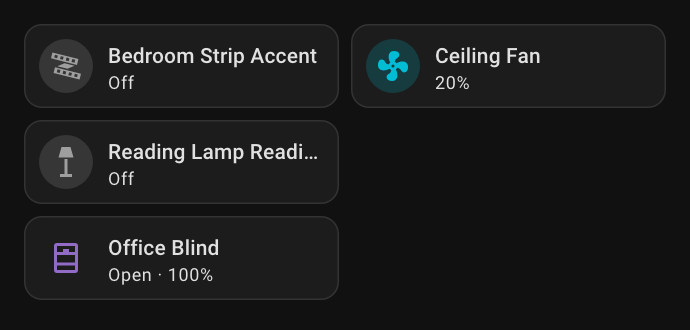 Bedroom Strip Accent
Off
Ceiling Fan
20%
Reading Lamp Readi…
Off
Office Blind
Open · 100%